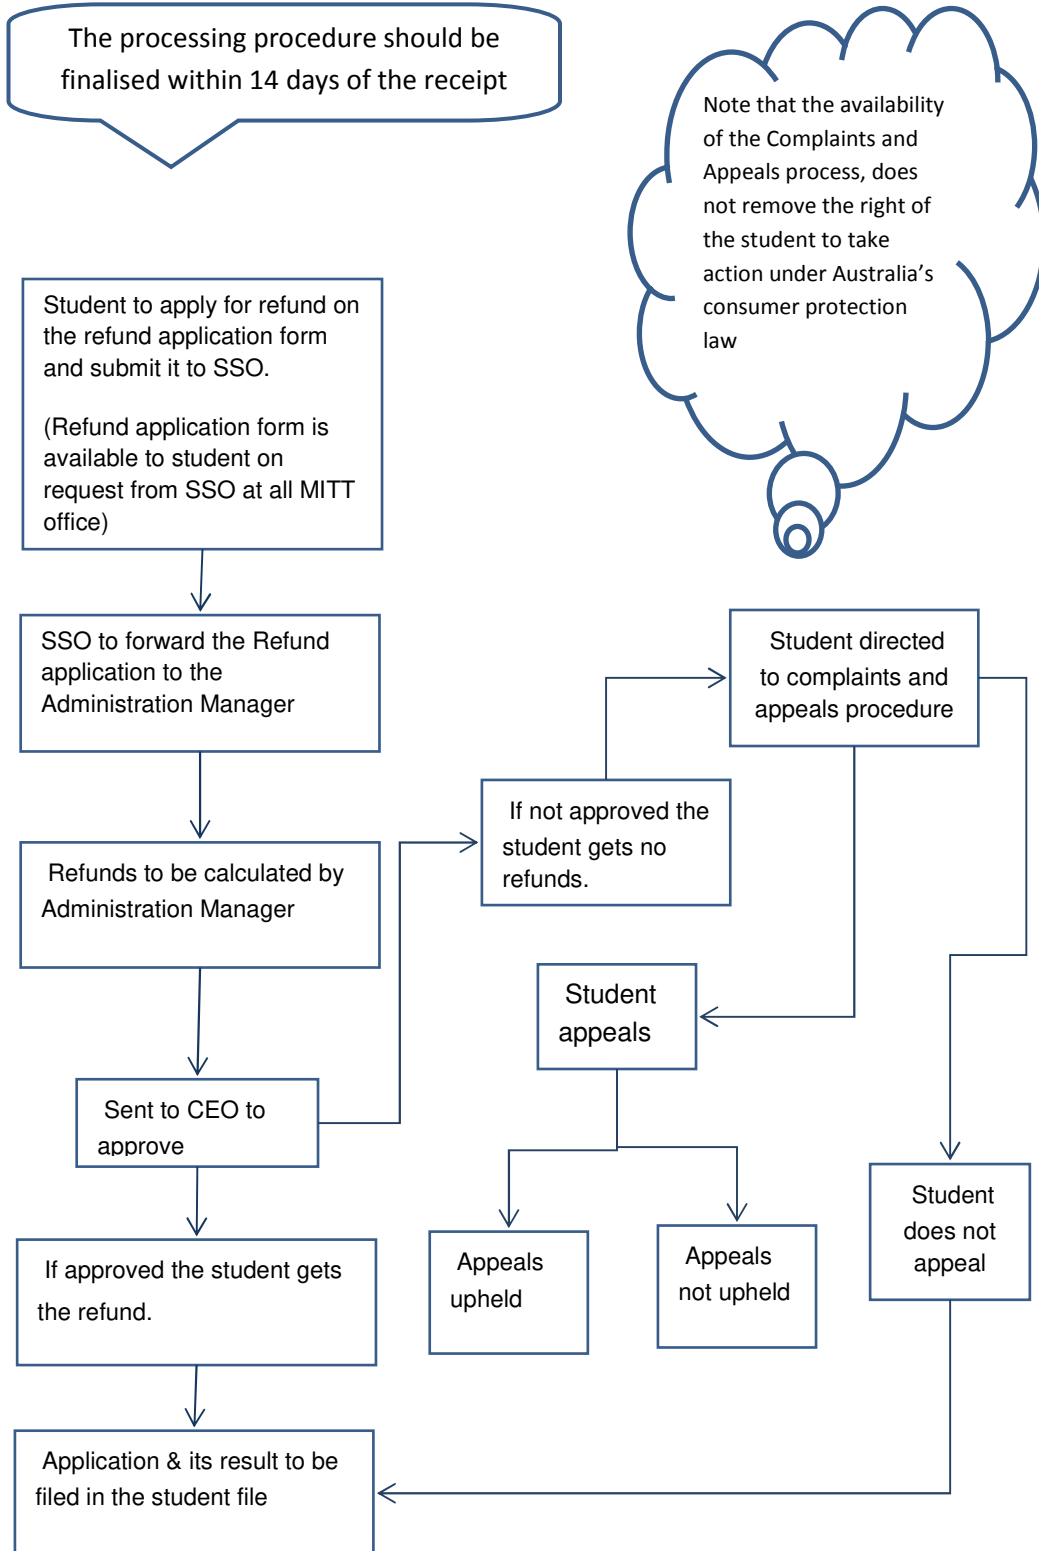 The processing procedure should be
finalised within 14 days of the receipt
Note that the availability
of the Complaints and
Appeals process, does
not remove the right of
the student to take
action under Australia’s
consumer protection
law
Student to apply for refund on
the refund application form
and submit it to SSO.
(Refund application form is
available to student on
request from SSO at all MITT
office)
SSO to forward the Refund
application to the
Administration Manager
Student directed
to complaints and
appeals procedure
If not approved the
student gets no
refunds.
Refunds to be calculated by
Administration Manager
Student
appeals
Sent to CEO to
approve
Student
does not
appeal
Appeals
upheld
Appeals
not upheld
If approved the student gets
the refund.
Application & its result to be
filed in the student file